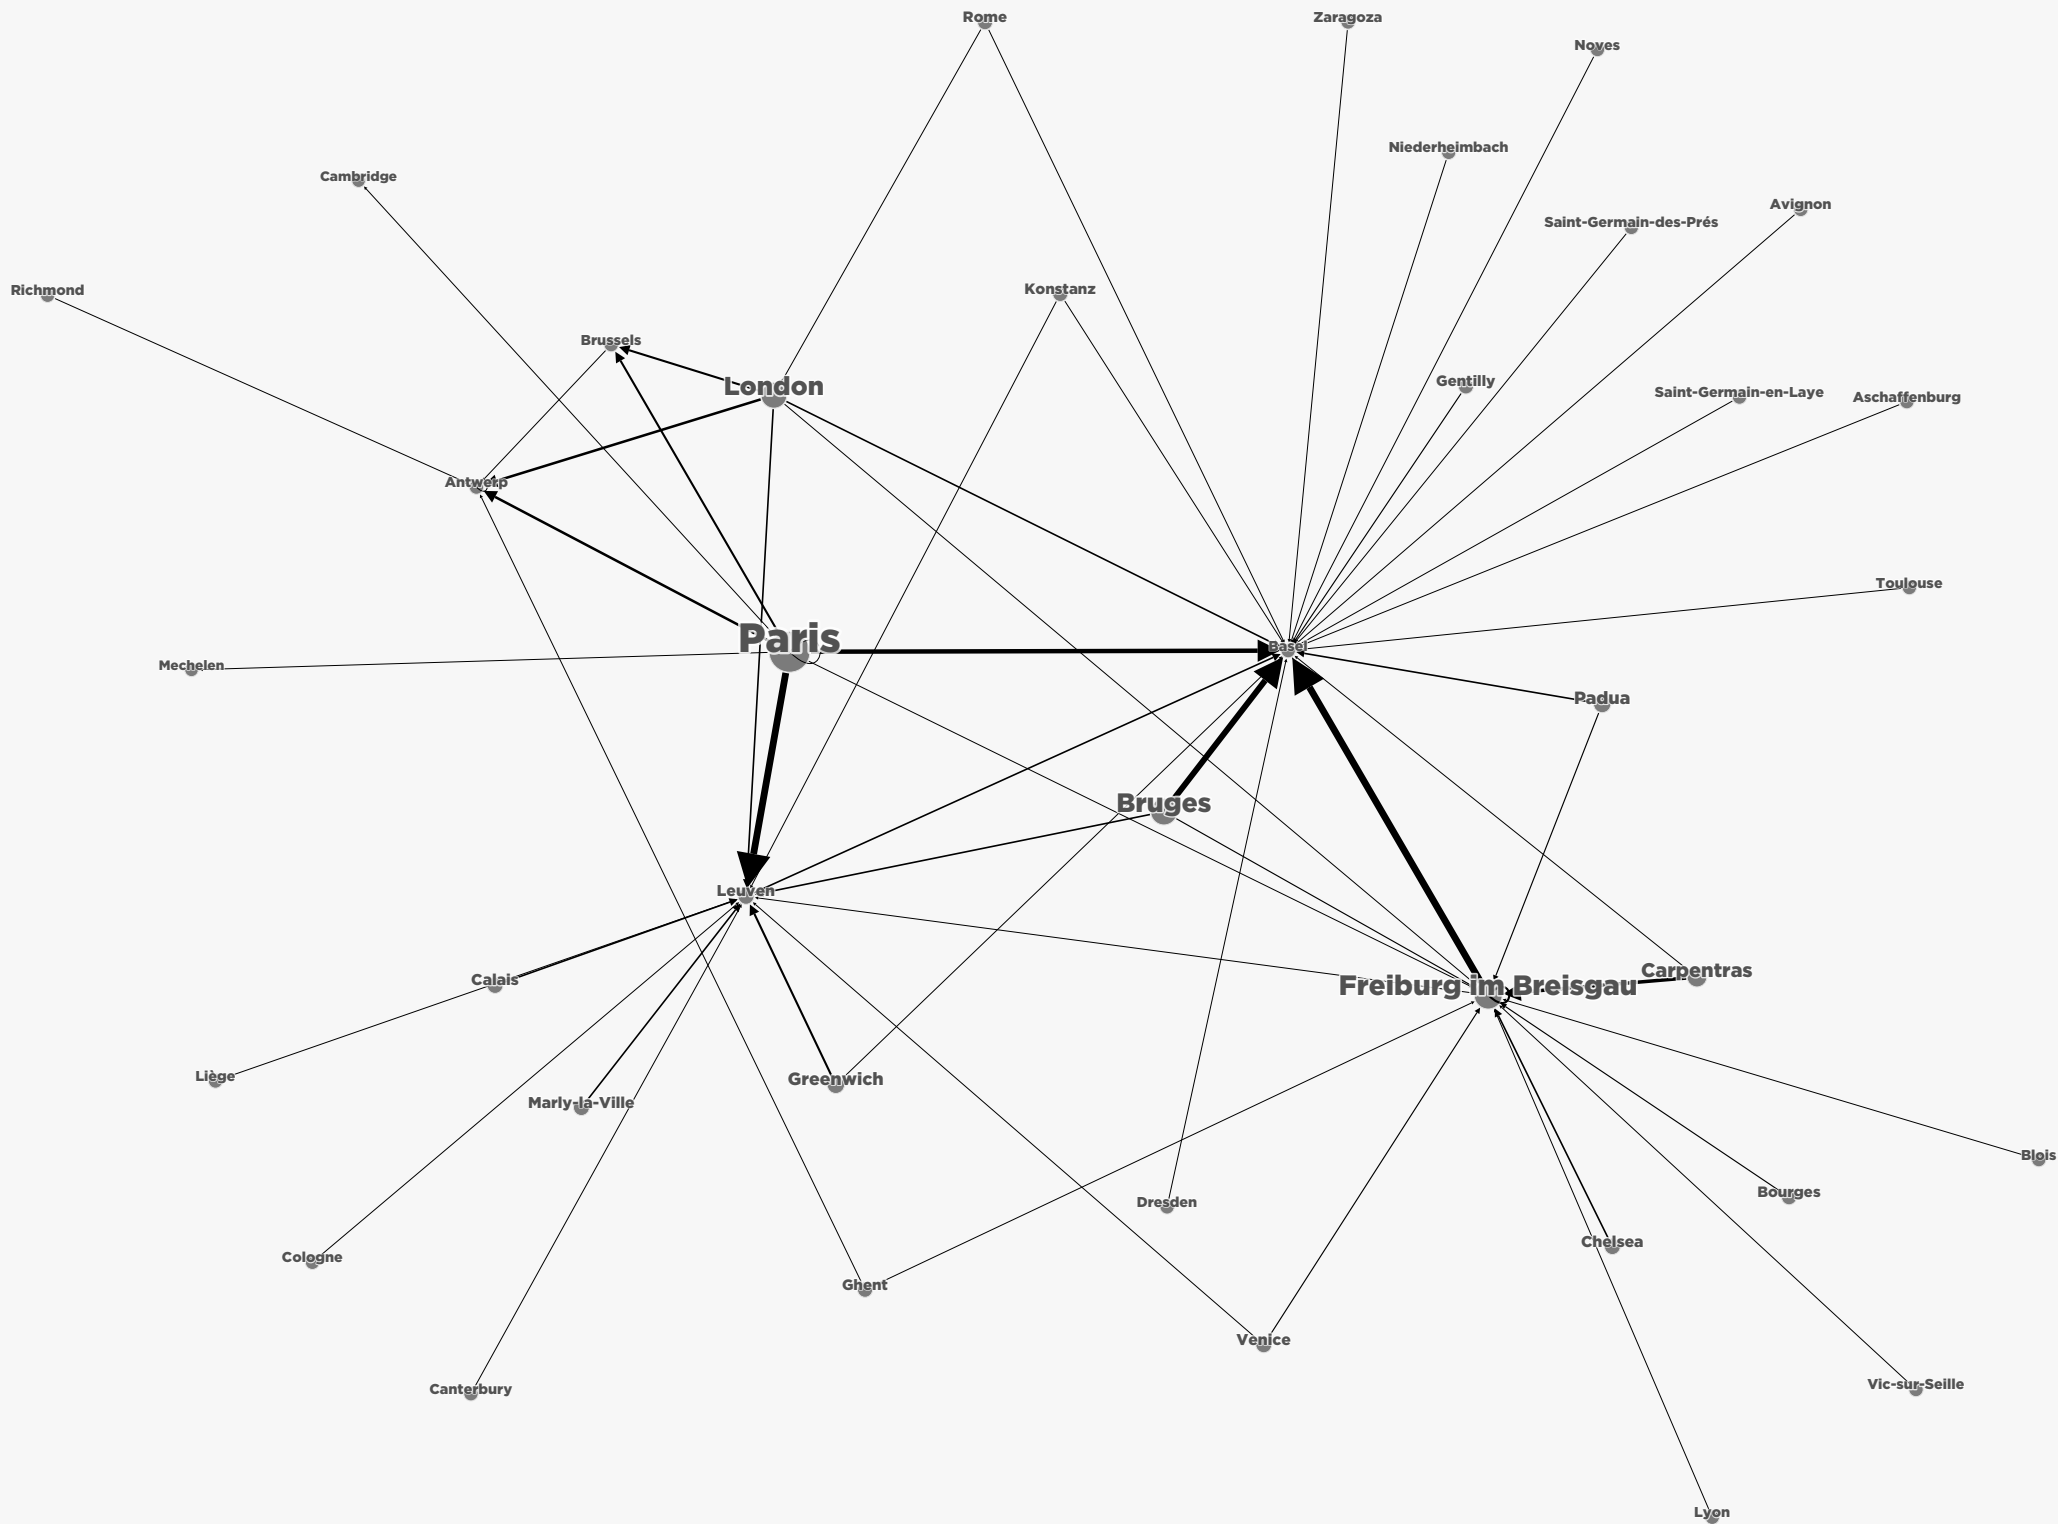 Rome
Zaragoza
Noves
Niederheimbach
Cambridge
Avignon
Saint-Germain-des-Prés
Richmond
Konstanz
Brussels
London
Gentilly
Saint-Germain-en-Laye
Aschaffenburg
Antwerp
Toulouse
Paris
Basel
Mechelen
Padua
Bruges
Leuven
Calais
Freiburg im Breisgau
Carpentras
Liège
Greenwich
Marly-la-Ville
Blois
Bourges
Dresden
Chelsea
Cologne
Ghent
Venice
Canterbury
Vic-sur-Seille
Lyon